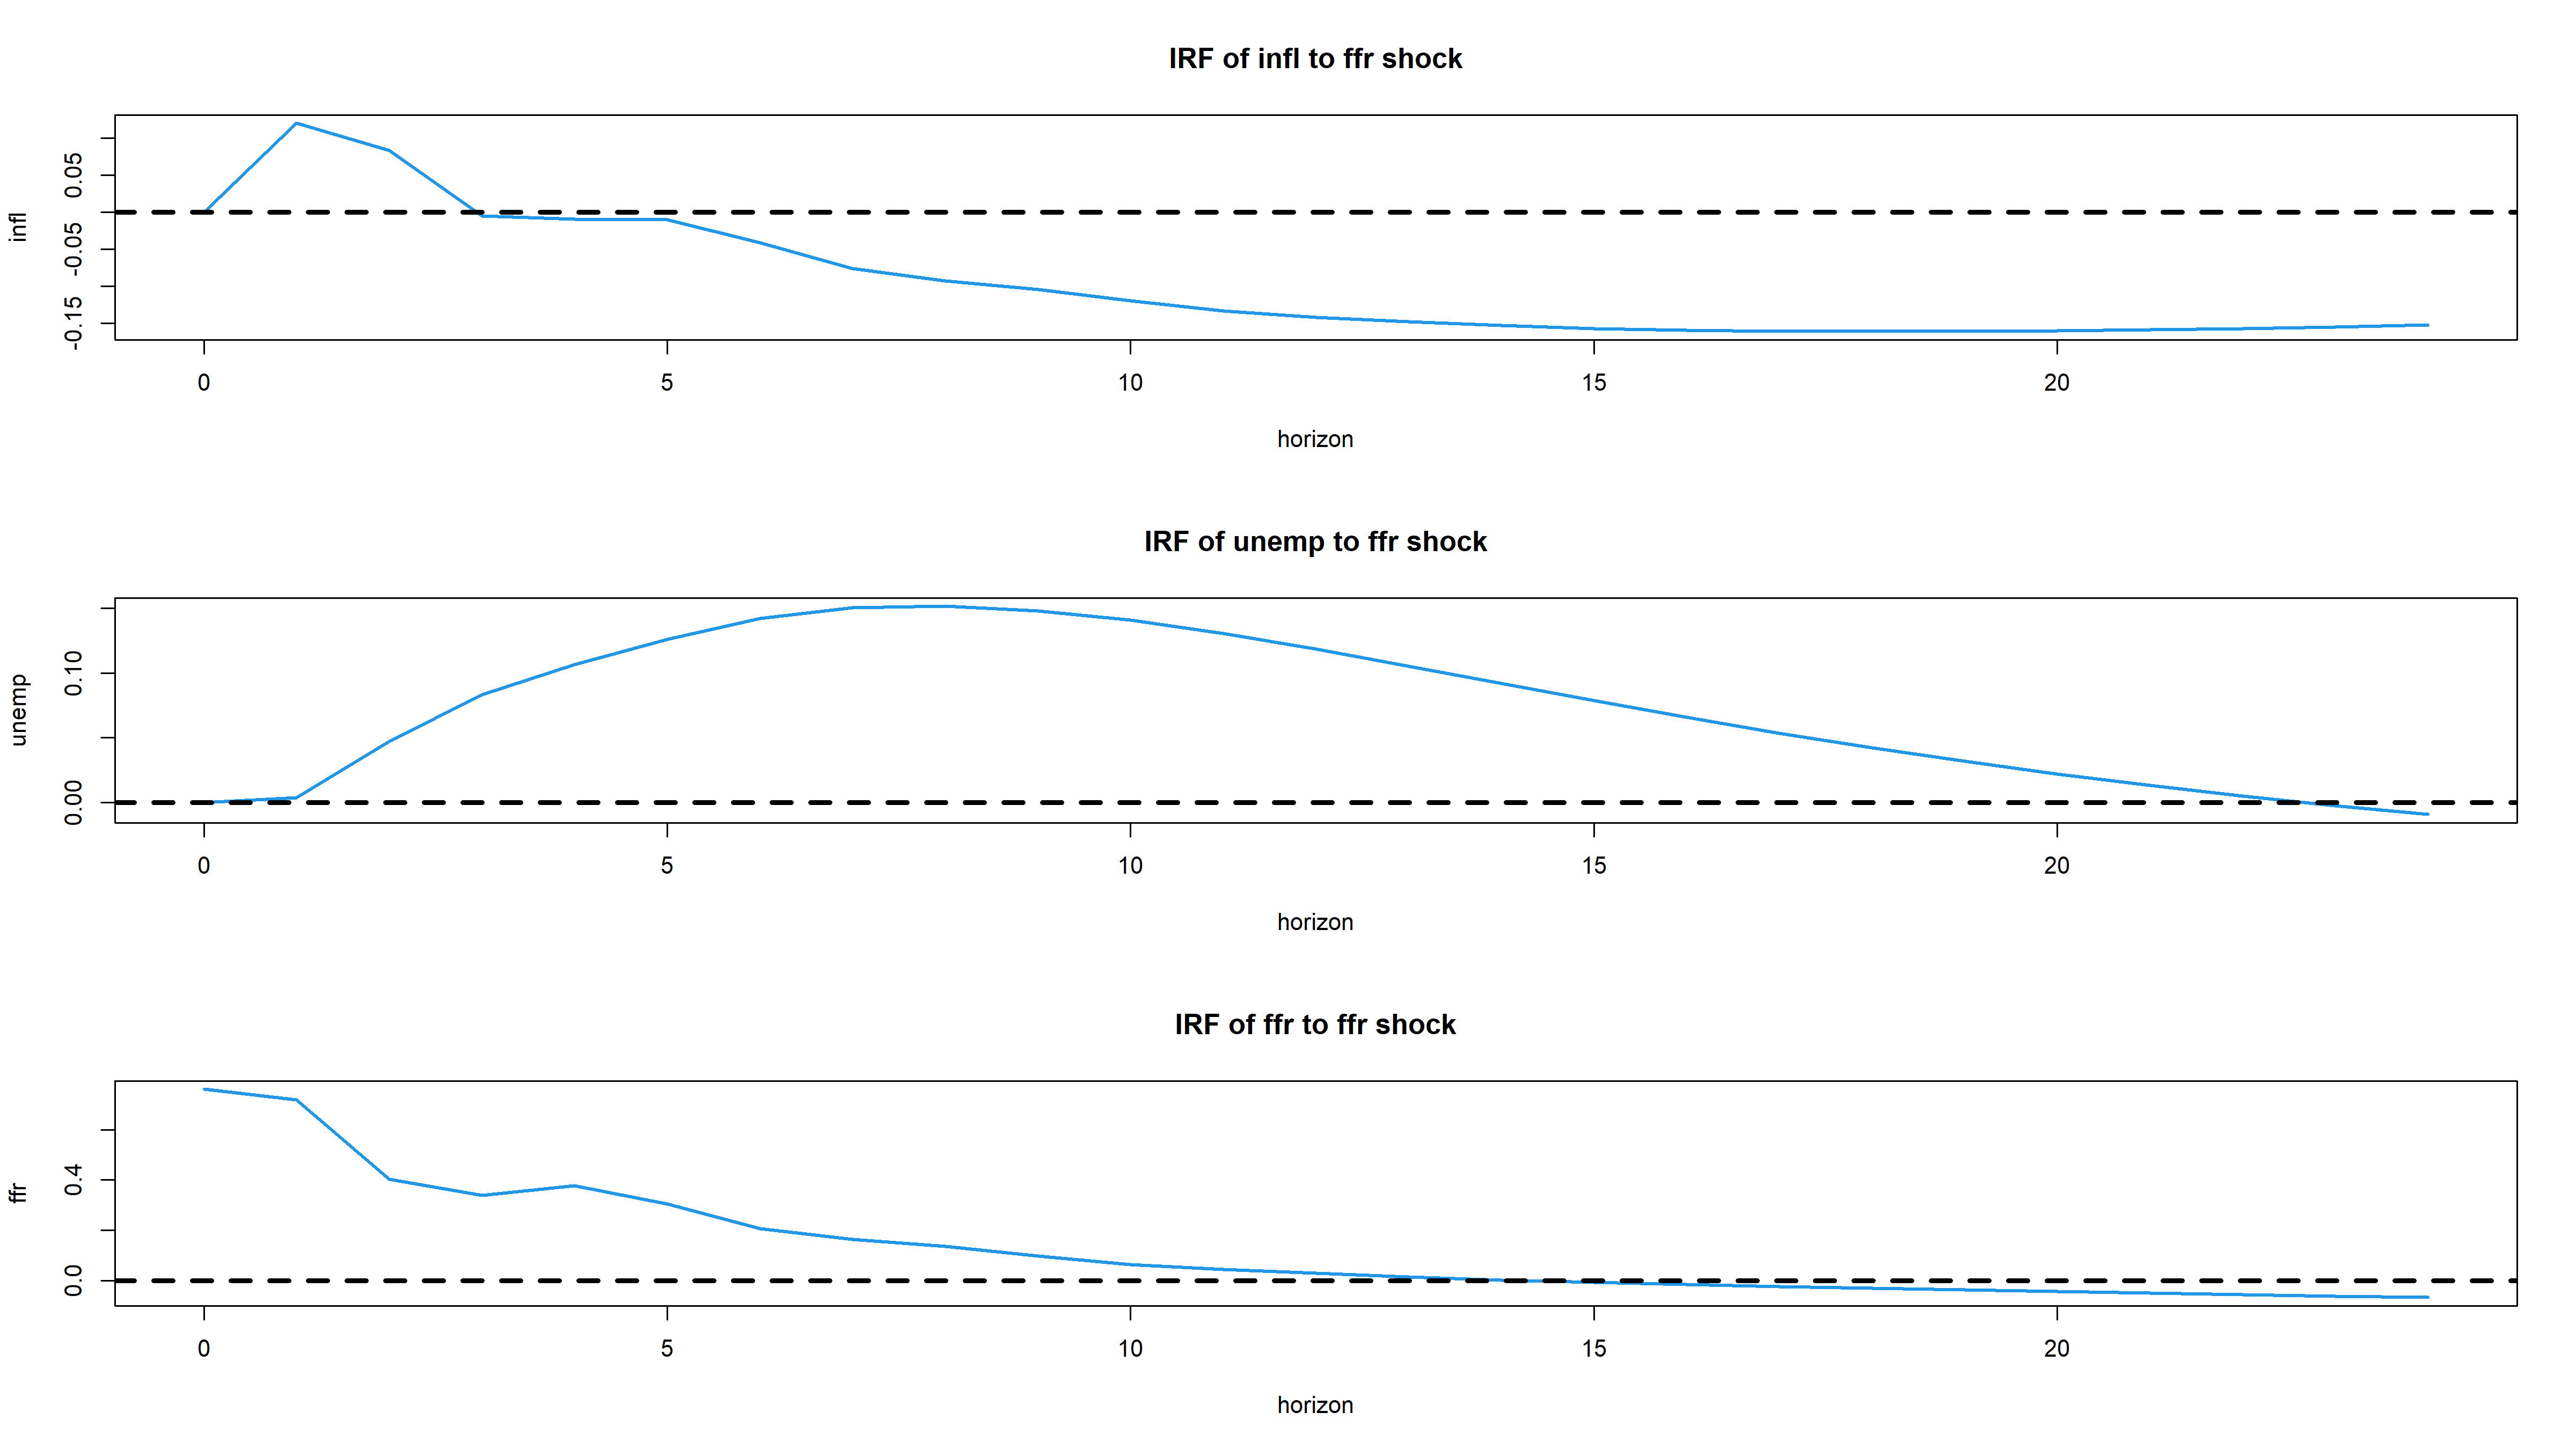 IRF of infl to ffr shock
infl
0.05
-0.05
-0.15
0 5 10 15 20
horizon
IRF of unemp to ffr shock
unemp
0.10
0.00
0 5 10 15 20
horizon
IRF of ffr to ffr shock
ffr
0.4
0.0
0 5 10 15 20
horizon